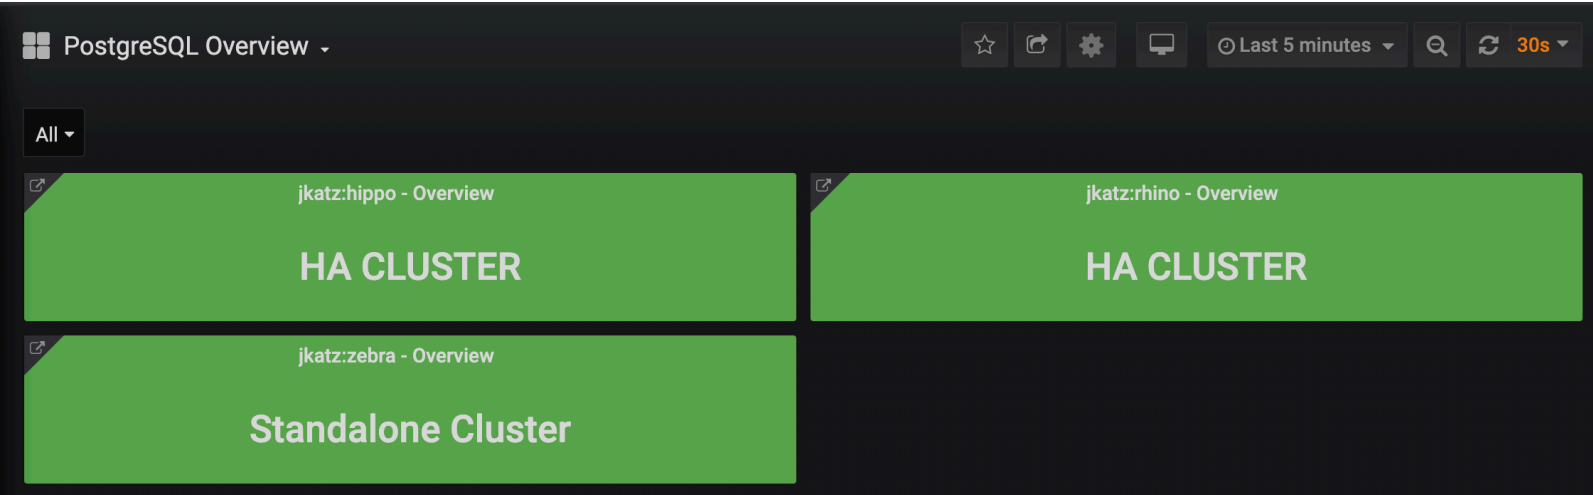 PostgreSQL Overview
Last 5 minutes
30s
All
jkatz:hippo - Overview
HA CLUSTER
jkatz:rhino - Overview
HA CLUSTER
jkatz:zebra - Overview
Standalone Cluster